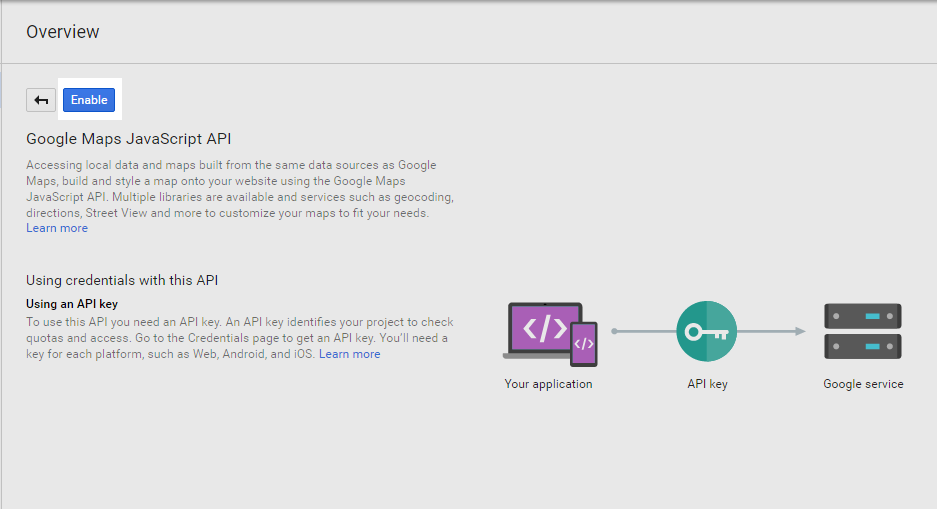 Overview
Enable
Google Maps JavaScript API
Accessing local data and maps built from the same data sources as Google
Maps, build and style a map onto your website using the Google Maps
JavaScript API. Multiple libraries are available and services such as geocoding,
directions, Street View and more to customize your maps to fit your needs.
Learn more
Using credentials with this API
Using an API key
To use this API you need an API key. An API key identifies your project to check
quotas and access. Go to the Credentials page to get an API key. You'll need a
key for each platform, such as Web, Android, and iOS. Learn more
</> </>
Your application API key Google service